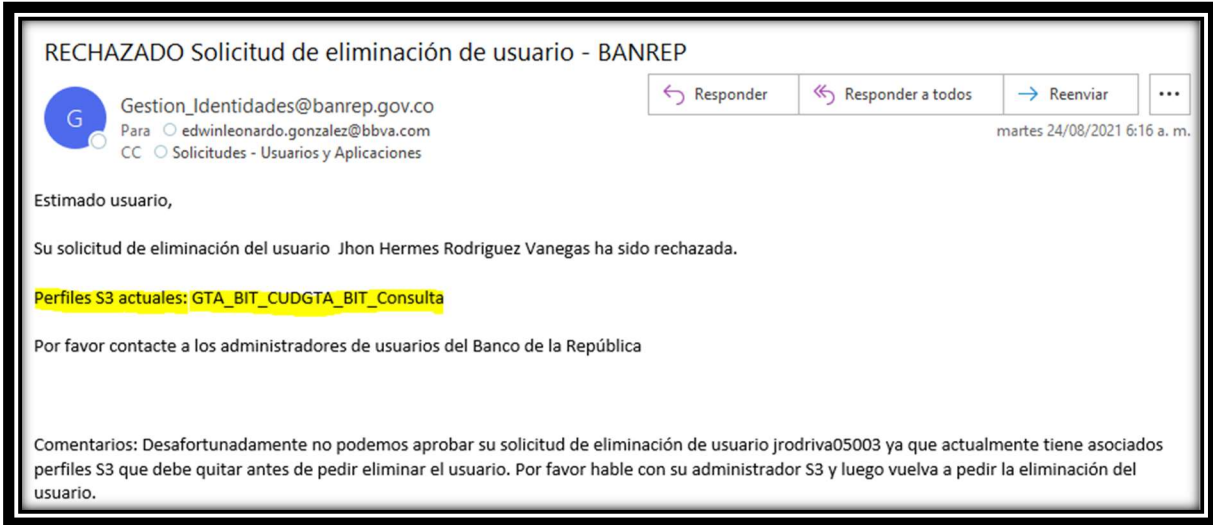 RECHAZADO Solicitud de eliminación de usuario - BANREP
G
Gestion_Identidades@banrep.gov.co
Para edwinleonardo.gonzalez@bbva.com
CC Solicitudes - Usuarios y Aplicaciones
Responder
Responder a todos
Reenviar
...
martes 24/08/2021 6:16 a. m.
Estimado usuario,
Su solicitud de eliminación del usuario Jhon Hermes Rodriguez Vanegas ha sido rechazada.
Perfiles S3 actuales: GTA_BIT_CUDGTA_BIT_Consulta
Por favor contacte a los administradores de usuarios del Banco de la República
Comentarios: Desafortunadamente no podemos aprobar su solicitud de eliminación de usuario jrodriva05003 ya que actualmente tiene asociados
perfiles S3 que debe quitar antes de pedir eliminar el usuario. Por favor hable con su administrador S3 y luego vuelva a pedir la eliminación del
usuario.